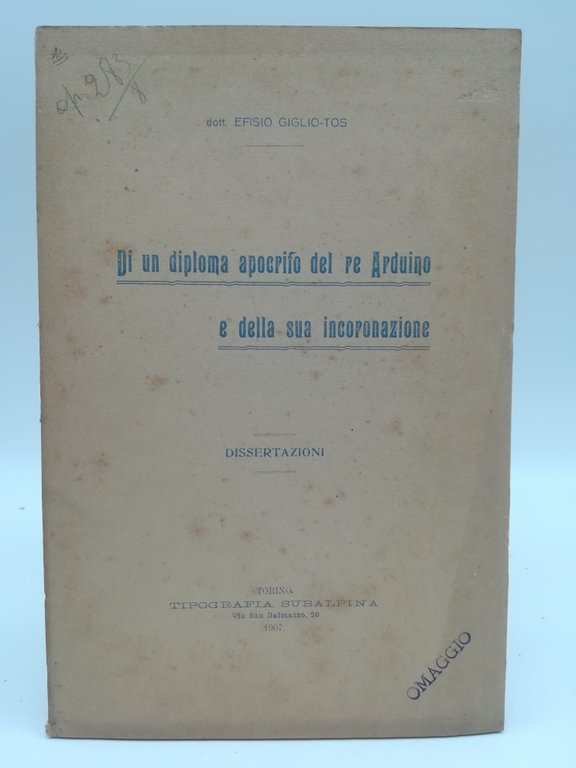 dott. EFISIO GIGLIO-TOS
Di un diploma apocrifo del re Arduino
e della sua incoronazione
DISSERTAZIONI
TORINO
TIPOGRAFIA SUBALPINA
Via San Dalmazzo, 20
1907
OMAGGIO